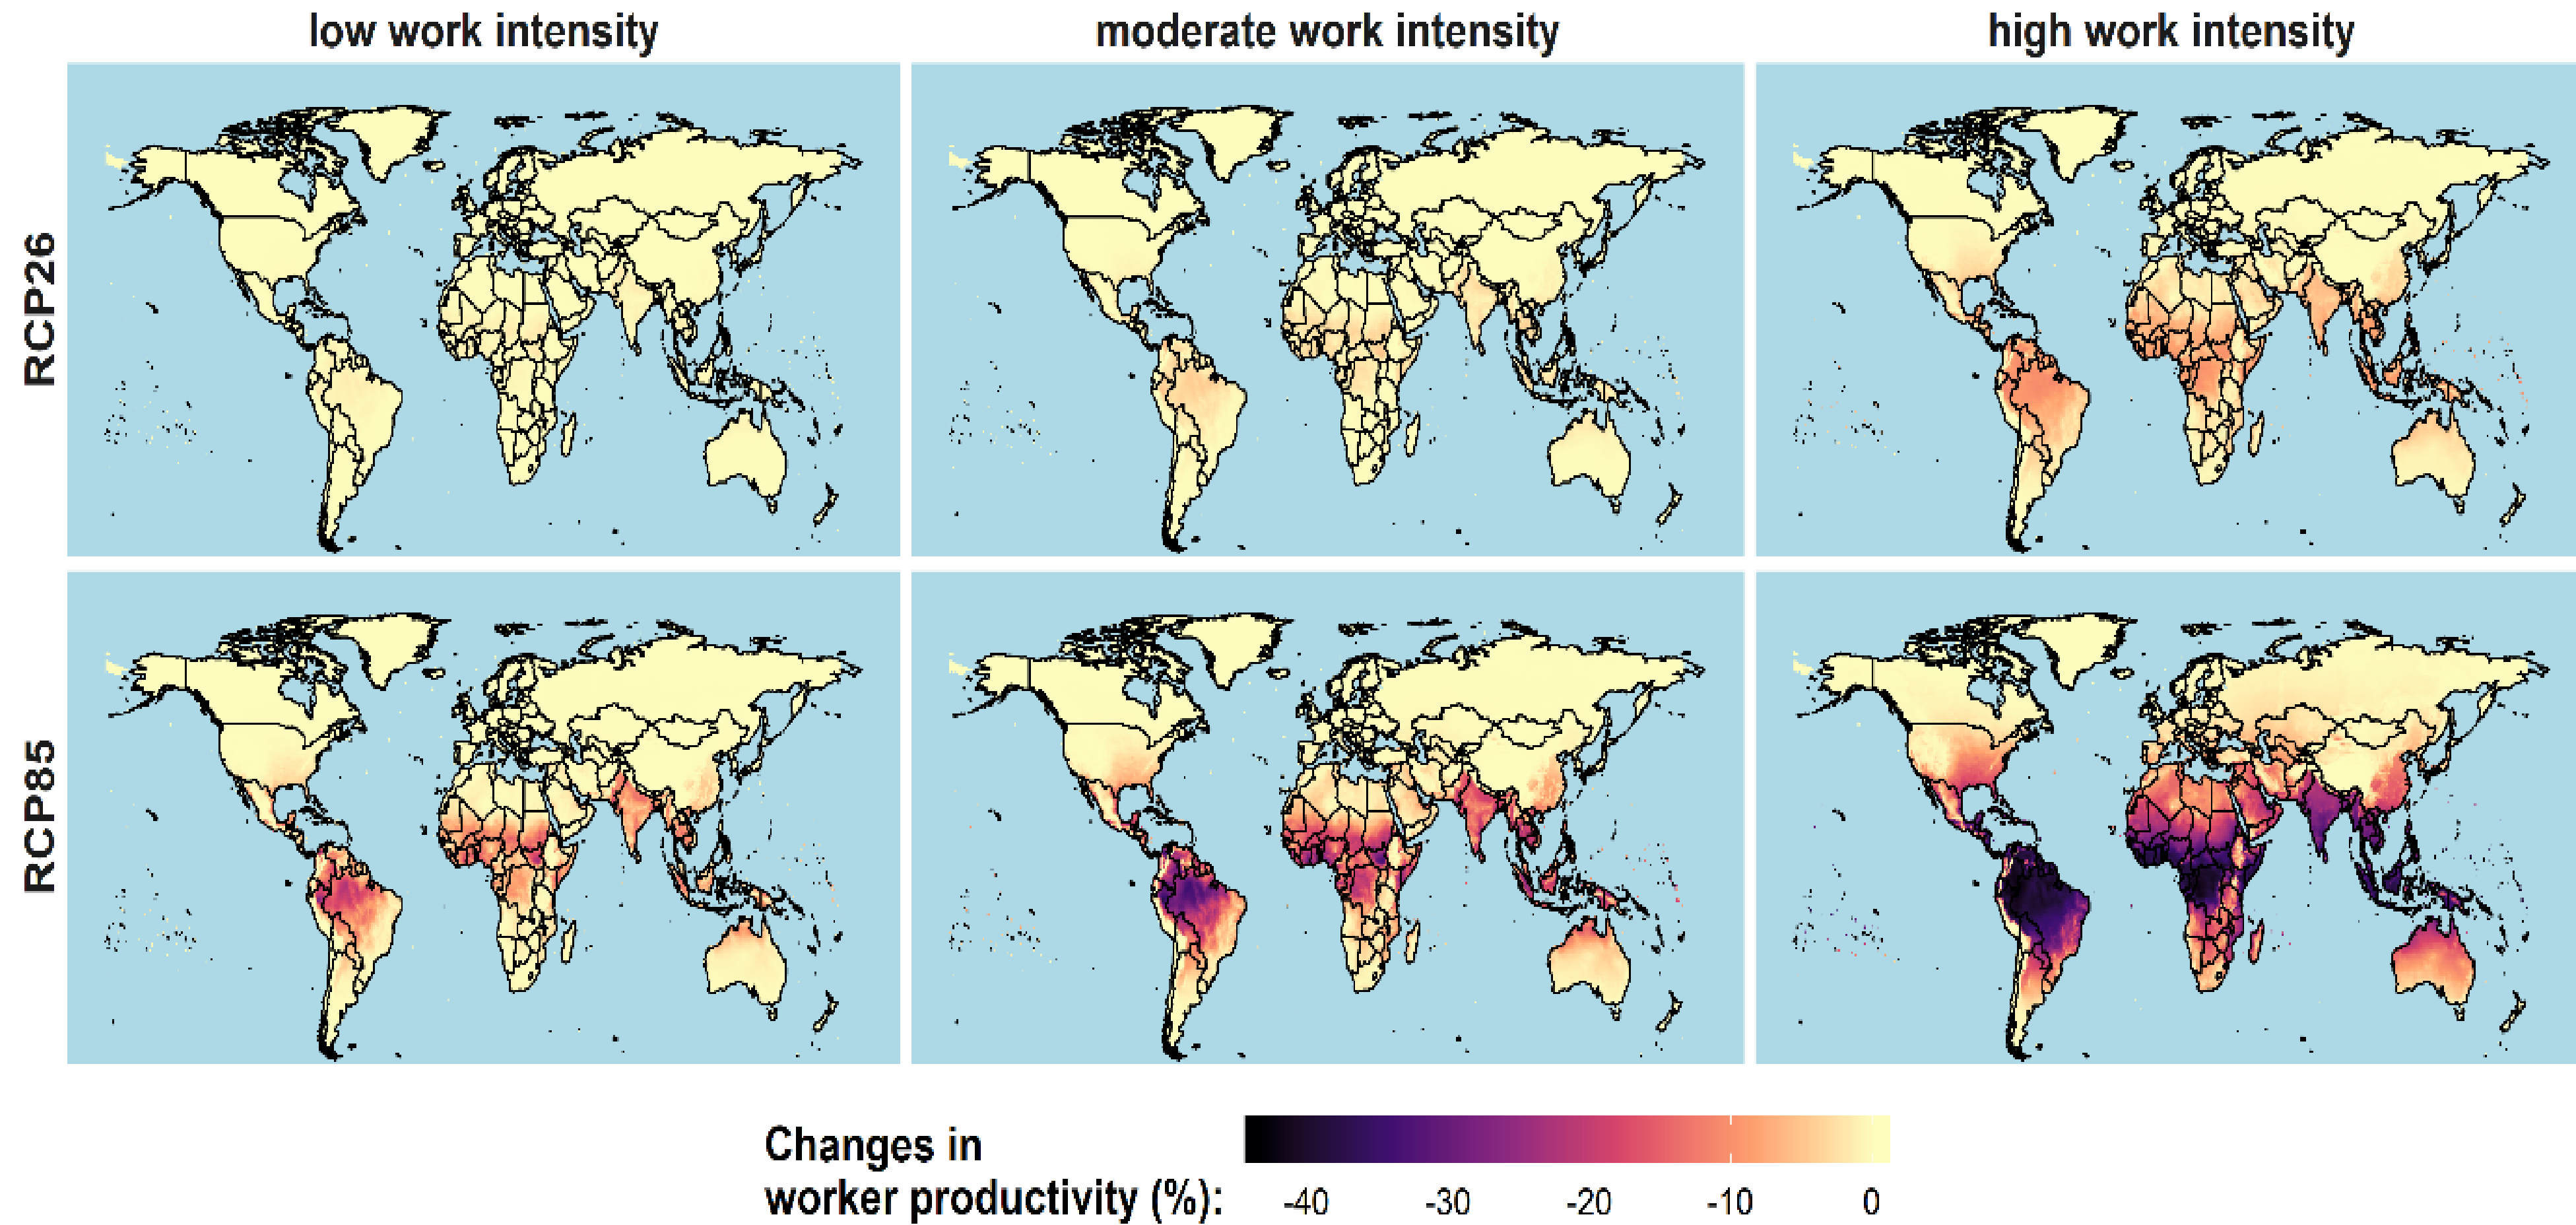 low work intensity
moderate work intensity
high work intensity
RCP26
RCP85
Changes in
worker productivity (%):
-40
-30
-20
-10
0